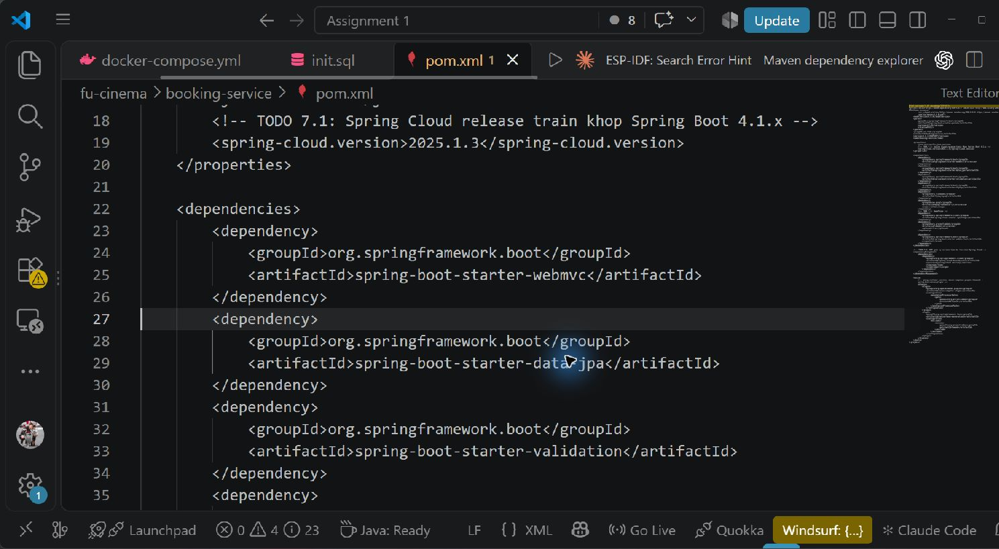 Assignment 1
8
Update
docker-compose.yml
init.sql
pom.xml 1
ESP-IDF: Search Error Hint
Maven dependency explorer
fu-cinema > booking-service > pom.xml
Text Editor
18 <!-- TODO 7.1: Spring Cloud release train khop Spring Boot 4.1.x -->
19 <spring-cloud.version>2025.1.3</spring-cloud.version>
20 </properties>
21
22 <dependencies>
23 <dependency>
24 <groupId>org.springframework.boot</groupId>
25 <artifactId>spring-boot-starter-webmvc</artifactId>
26 </dependency>
27 <dependency>
28 <groupId>org.springframework.boot</groupId>
29 <artifactId>spring-boot-starter-data-jpa</artifactId>
30 </dependency>
31 <dependency>
32 <groupId>org.springframework.boot</groupId>
33 <artifactId>spring-boot-starter-validation</artifactId>
34 </dependency>
35 <dependency>
1
Launchpad 0 4 23 Java: Ready LF {} XML Go Live Quokka Windsurf: {...} Claude Code